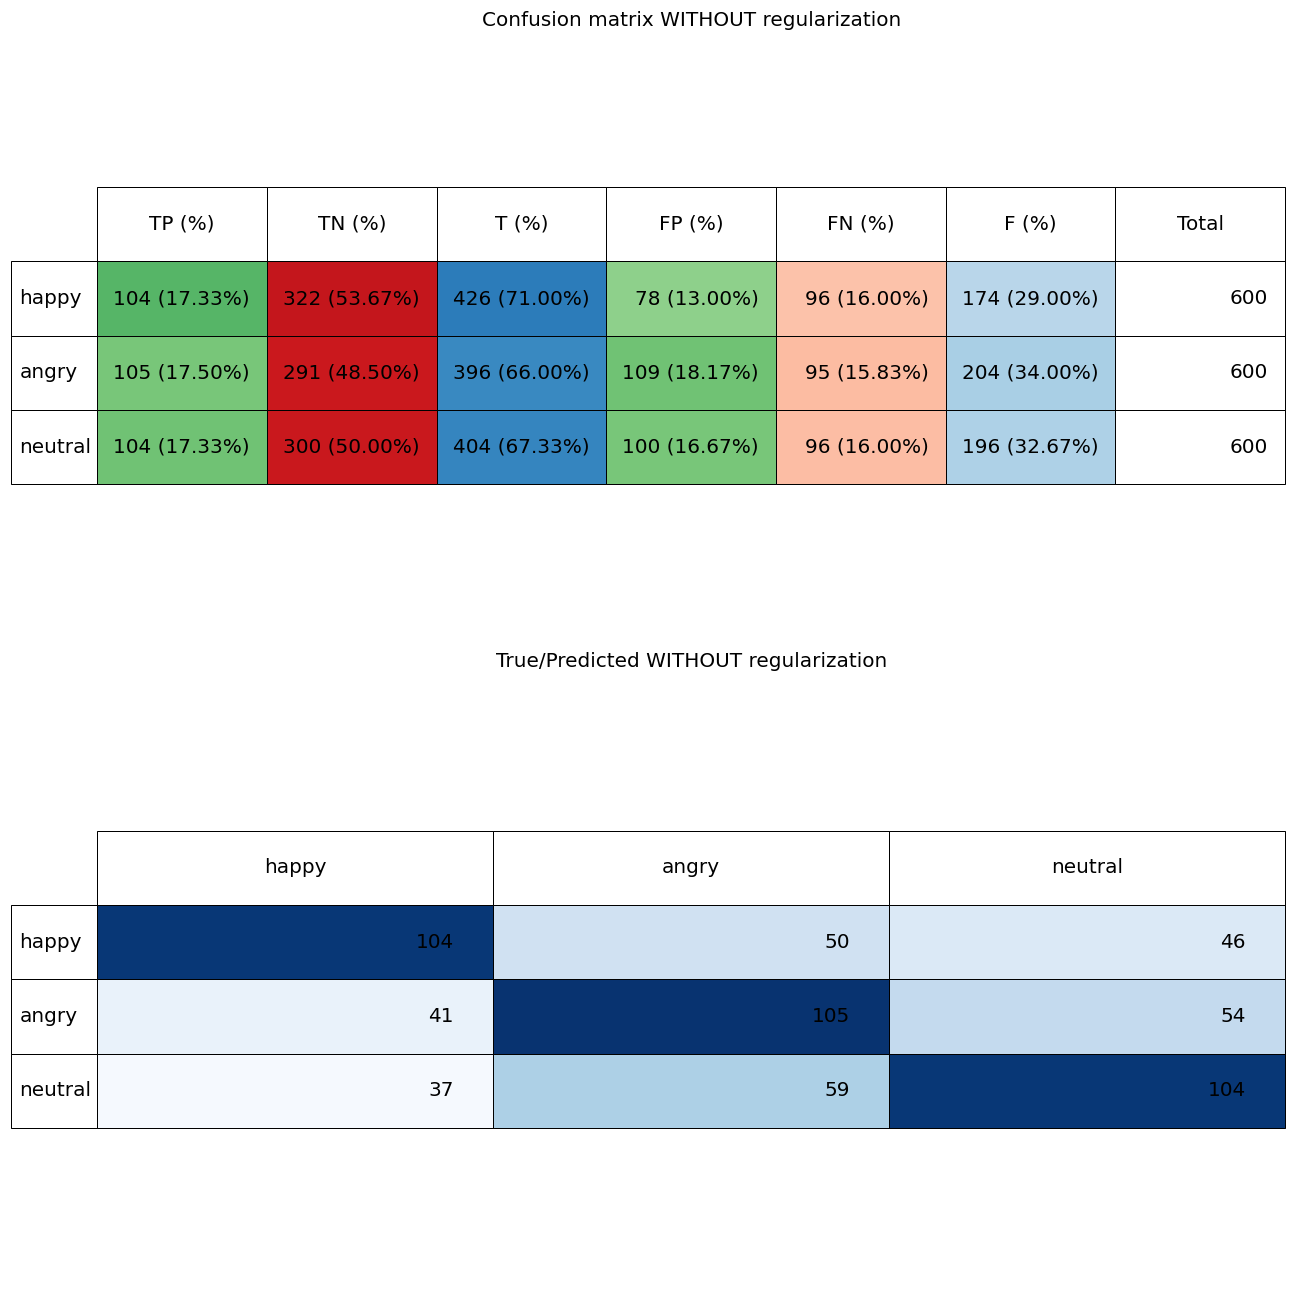 Confusion matrix WITHOUT regularization
TP (%) TN (%) T (%) FP (%) FN (%) F (%) Total
happy 104 (17.33%) 322 (53.67%) 426 (71.00%) 78 (13.00%) 96 (16.00%) 174 (29.00%) 600
angry 105 (17.50%) 291 (48.50%) 396 (66.00%) 109 (18.17%) 95 (15.83%) 204 (34.00%) 600
neutral 104 (17.33%) 300 (50.00%) 404 (67.33%) 100 (16.67%) 96 (16.00%) 196 (32.67%) 600
True/Predicted WITHOUT regularization
happy angry neutral
happy 104 50 46
angry 41 105 54
neutral 37 59 104